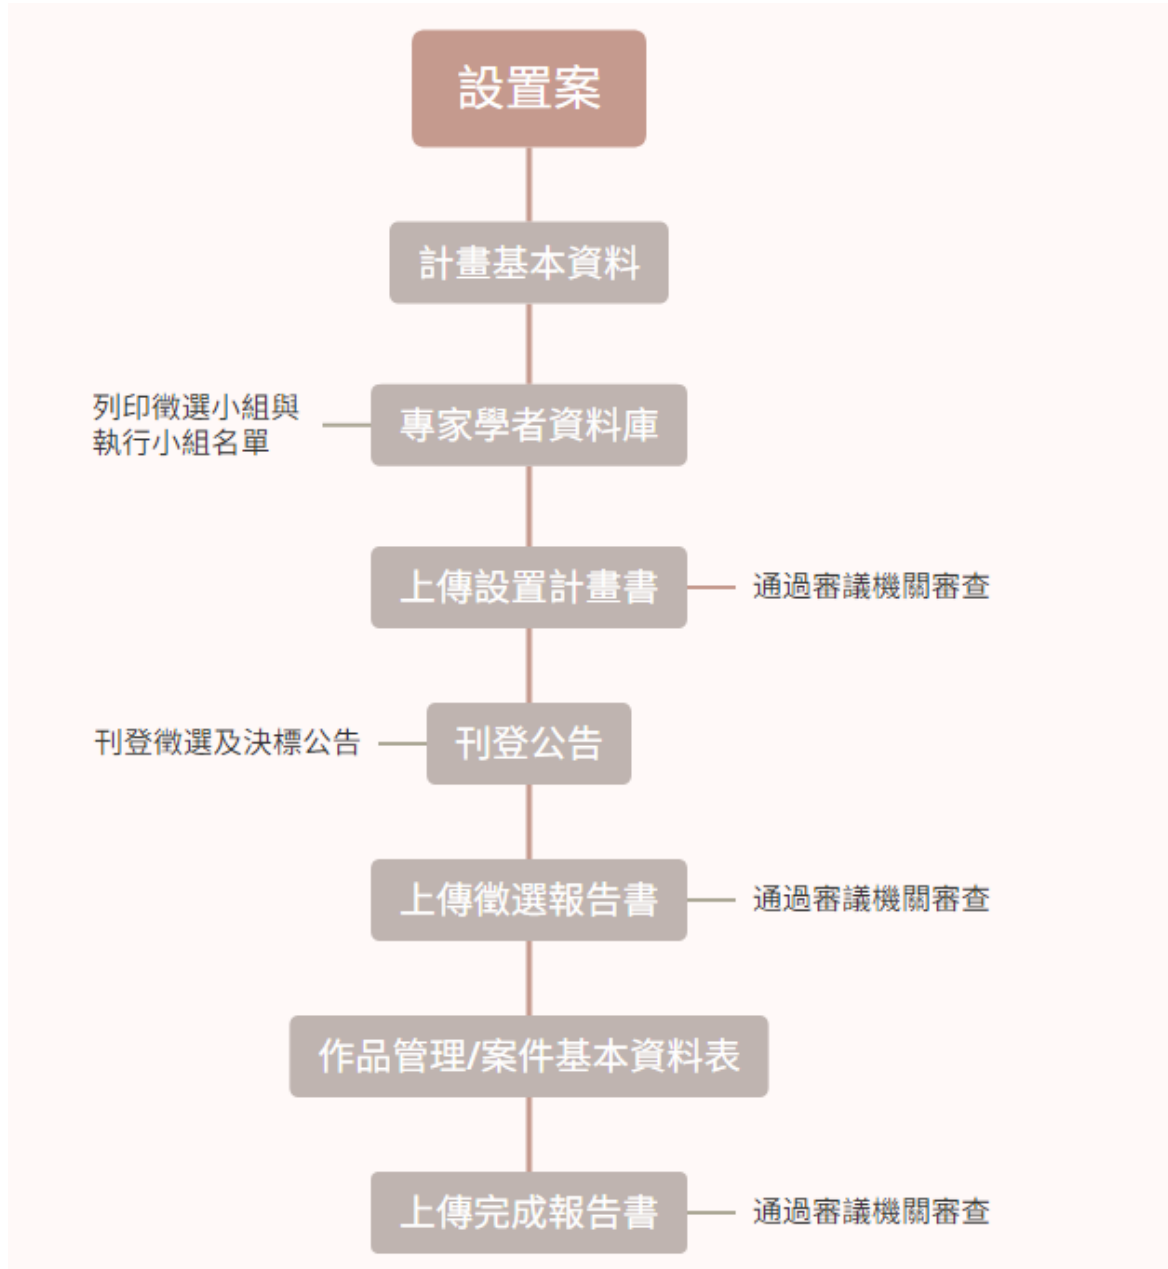 設置案
計畫基本資料
列印徵選小組與
執行小組名單
專家學者資料庫
上傳設置計畫書
通過審議機關審查
刊登徵選及決標公告
刊登公告
上傳徵選報告書
通過審議機關審查
作品管理/案件基本資料表
上傳完成報告書
通過審議機關審查